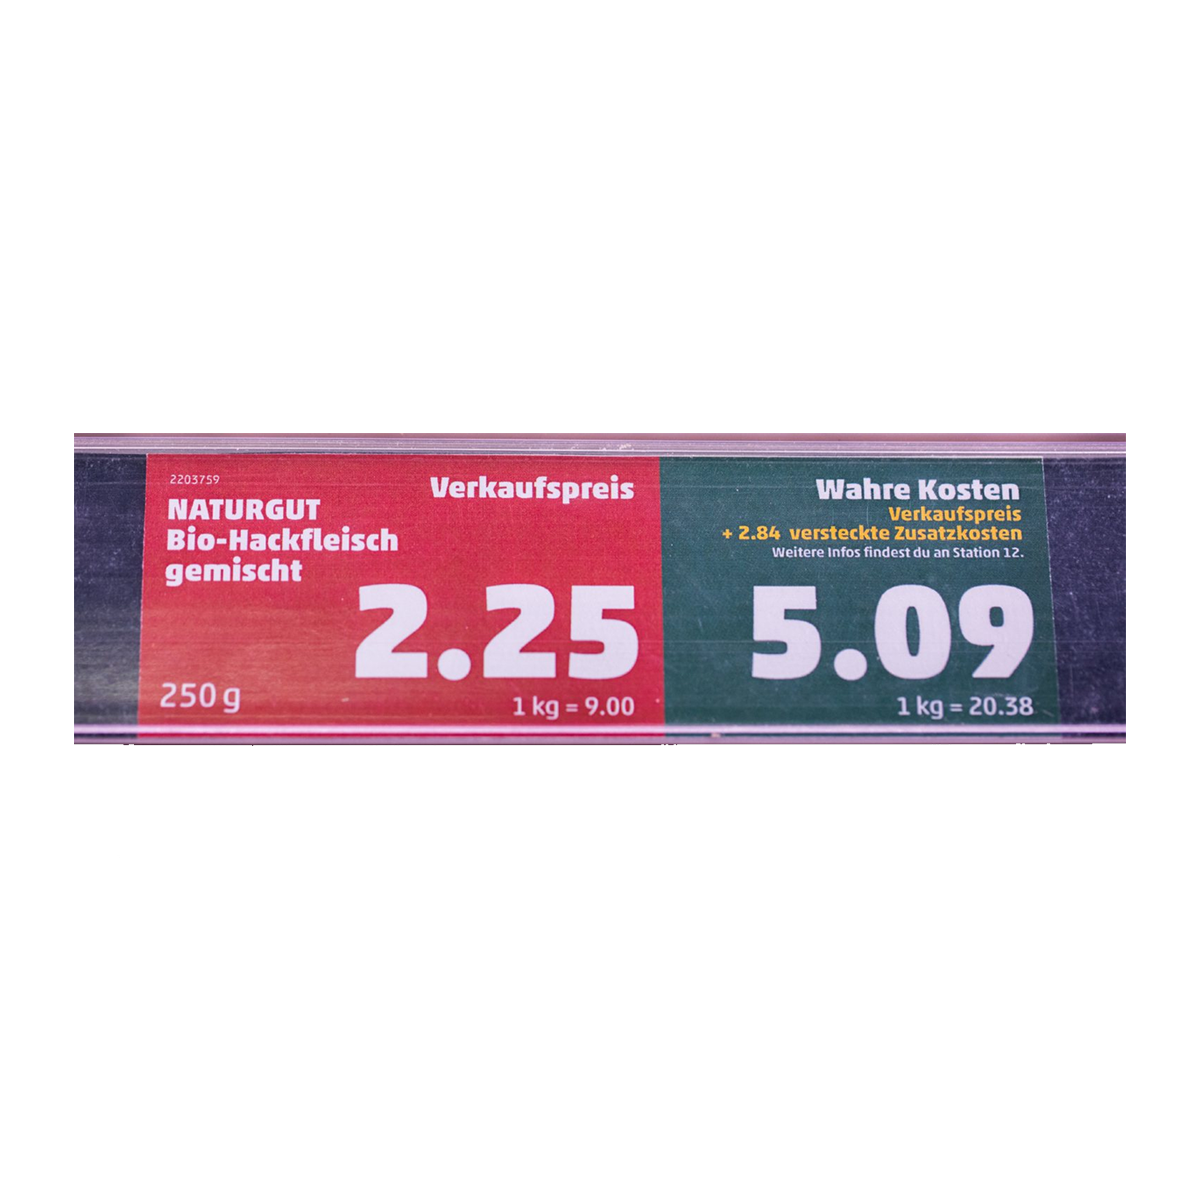 2203759
NATURGUT
Bio-Hackfleisch
gemischt
250 g
Verkaufspreis
2.25
1 kg = 9.00
Wahre Kosten
Verkaufspreis
+ 2.84 versteckte Zusatzkosten
Weitere Infos findest du an Station 12.
5.09
1 kg = 20.38